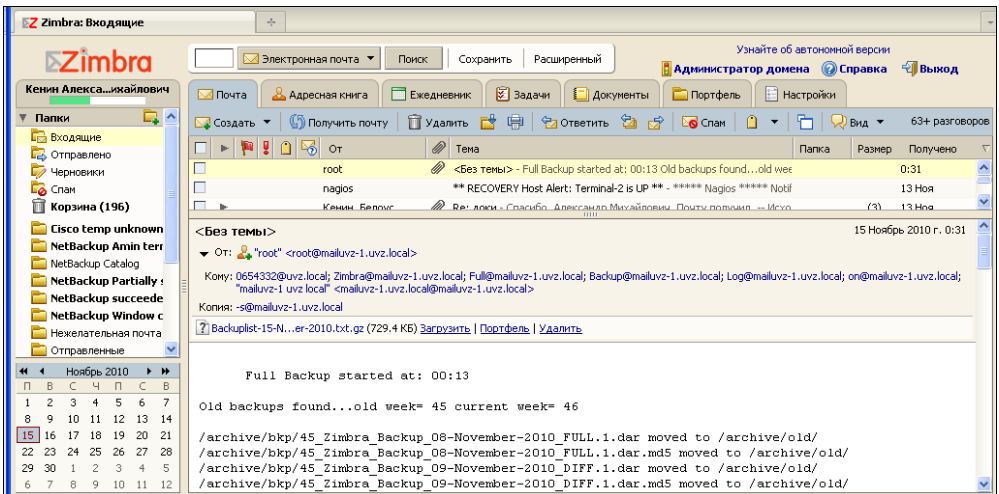 Zimbra: Входящие
Zimbra
Электронная почта
Поиск
Сохранить
Расширенный
Узнайте об автономной версии
Администратор домена
Справка
Выход
Кенин Алекса...ихайлович
Почта
Адресная книга
Ежедневник
Задачи
Документы
Портфель
Настройки
Папки
Входящие
Отправлено
Черновики
Спам
Корзина (196)
Cisco temp unknown
NetBackup Amin terr
NetBackup Catalog
NetBackup Partially s
NetBackup succeede
NetBackup Window c
Нежелательная почта
Отправленные
Создать
Получить почту
Удалить
Ответить
Спам
Вид
63+ разговоров
От Тема Папка Размер Получено
root <Без темы> - Full Backup started at: 00:13 Old backups found...old wee 0:31
nagios ** RECOVERY Host Alert: Terminal-2 is UP ** - ***** Nagios ***** Notif 13 Ноя
Кенин, Белоус Re: доки - Спасибо, Александр Михайлович. Почту получил. -- Исхо (3) 13 Ноя
<Без темы> 15 Ноябрь 2010 г. 0:31
От: "root" <root@mailuvz-1.uvz.local>
Кому: 0654332@uvz.local; Zimbra@mailuvz-1.uvz.local; Full@mailuvz-1.uvz.local; Backup@mailuvz-1.uvz.local; Log@mailuvz-1.uvz.local; on@mailuvz-1.uvz.local;
"mailuvz-1 uvz local" <mailuvz-1.uvz.local@mailuvz-1.uvz.local>
Копия: -s@mailuvz-1.uvz.local
Backuplist-15-N...er-2010.txt.gz (729.4 КБ) Загрузить | Портфель | Удалить
Full Backup started at: 00:13
Old backups found...old week= 45 current week= 46
/archive/bkp/45_Zimbra_Backup_08-November-2010_FULL.1.dar moved to /archive/old/
/archive/bkp/45_Zimbra_Backup_08-November-2010_FULL.1.dar.md5 moved to /archive/old/
/archive/bkp/45_Zimbra_Backup_09-November-2010_DIFF.1.dar moved to /archive/old/
/archive/bkp/45_Zimbra_Backup_09-November-2010_DIFF.1.dar.md5 moved to /archive/old/
Ноябрь 2010
П В С Ч П С В
1 2 3 4 5 6 7
8 9 10 11 12 13 14
15 16 17 18 19 20 21
22 23 24 25 26 27 28
29 30 1 2 3 4 5
6 7 8 9 10 11 12